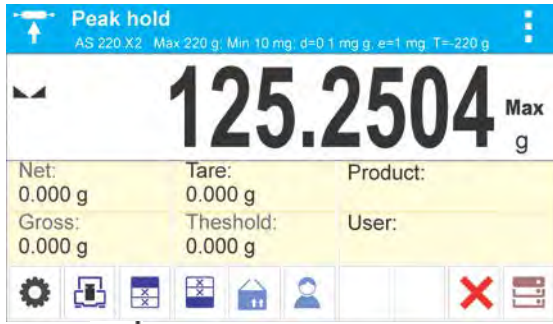 Peak hold
AS 220.X2 Max 220 g; Min 10 mg; d=0.1 mg g; e=1 mg; T=-220 g
125.2504 Max
g
Net: Tare: Product:
0.000 g 0.000 g
Gross: Theshold: User:
0.000 g 0.000 g